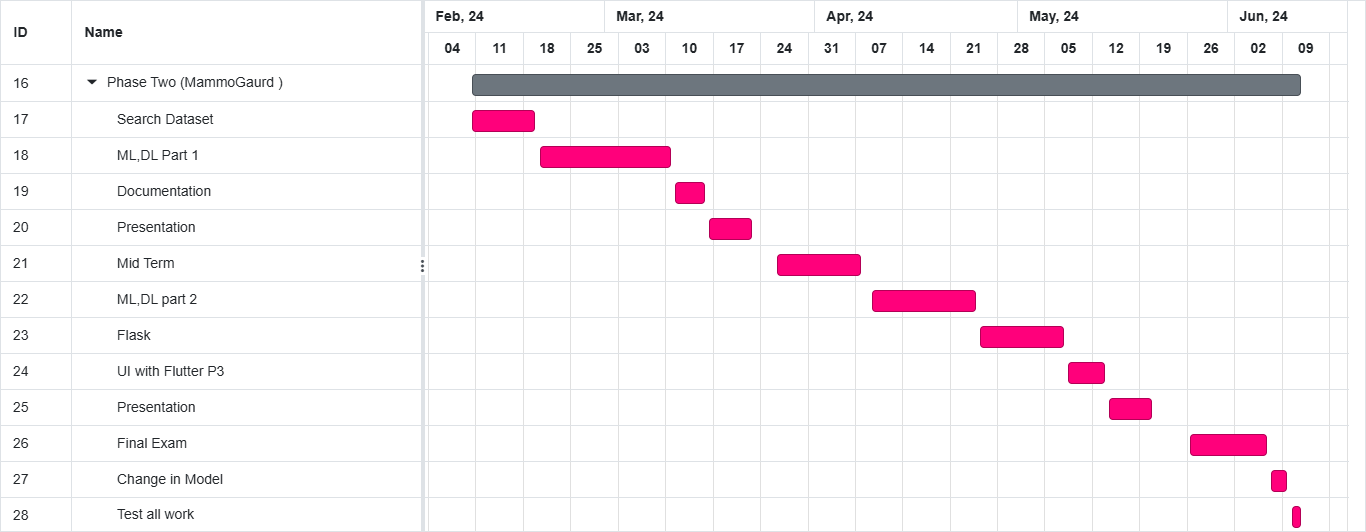 ID Name Feb, 24 Mar, 24 Apr, 24 May, 24 Jun, 24
04 11 18 25 03 10 17 24 31 07 14 21 28 05 12 19 26 02 09
16 Phase Two (MammoGaurd )
17 Search Dataset
18 ML,DL Part 1
19 Documentation
20 Presentation
21 Mid Term
22 ML,DL part 2
23 Flask
24 UI with Flutter P3
25 Presentation
26 Final Exam
27 Change in Model
28 Test all work